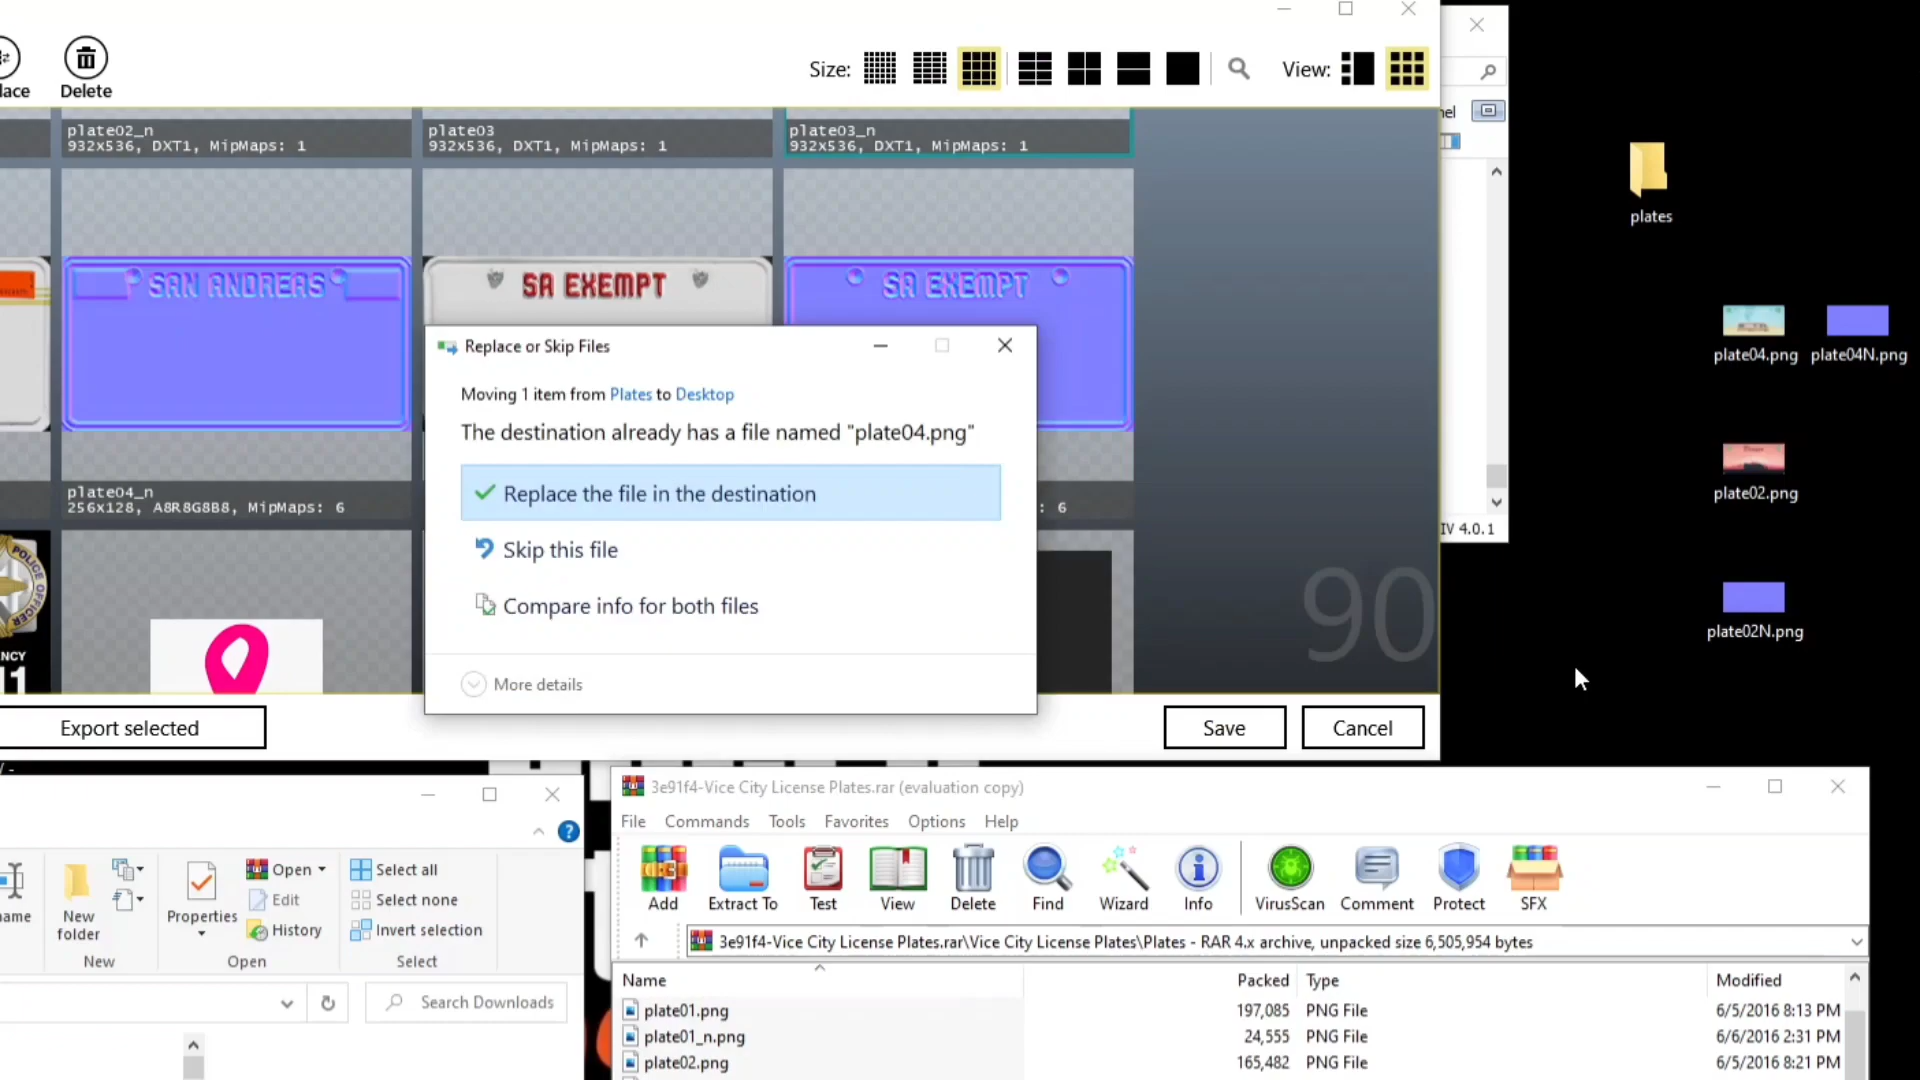 lace
Delete
Size:
View:
nel
plate02_n
932x536, DXT1, MipMaps: 1
plate03
932x536, DXT1, MipMaps: 1
plate03_n
932x536, DXT1, MipMaps: 1
SAN ANDREAS
SA EXEMPT
SA EXEMPT
plate04_n
256x128, A8R8G8B8, MipMaps: 6
: 6
POLICE OFFICER
NCY
11
90
Export selected
Save
Cancel
Replace or Skip Files
Moving 1 item from Plates to Desktop
The destination already has a file named "plate04.png"
Replace the file in the destination
Skip this file
Compare info for both files
More details
IV 4.0.1
plates
plate04.png
plate04N.png
plate02.png
plate02N.png
/ -
?
name
New folder
Properties
Open
Edit
History
Select all
Select none
Invert selection
New
Open
Select
Search Downloads
3e91f4-Vice City License Plates.rar (evaluation copy)
File Commands Tools Favorites Options Help
Add
Extract To
Test
View
Delete
Find
Wizard
Info
VirusScan
Comment
Protect
SFX
3e91f4-Vice City License Plates.rar\Vice City License Plates\Plates - RAR 4.x archive, unpacked size 6,505,954 bytes
Name Packed Type Modified
plate01.png 197,085 PNG File 6/5/2016 8:13 PM
plate01_n.png 24,555 PNG File 6/6/2016 2:31 PM
plate02.png 165,482 PNG File 6/5/2016 8:21 PM